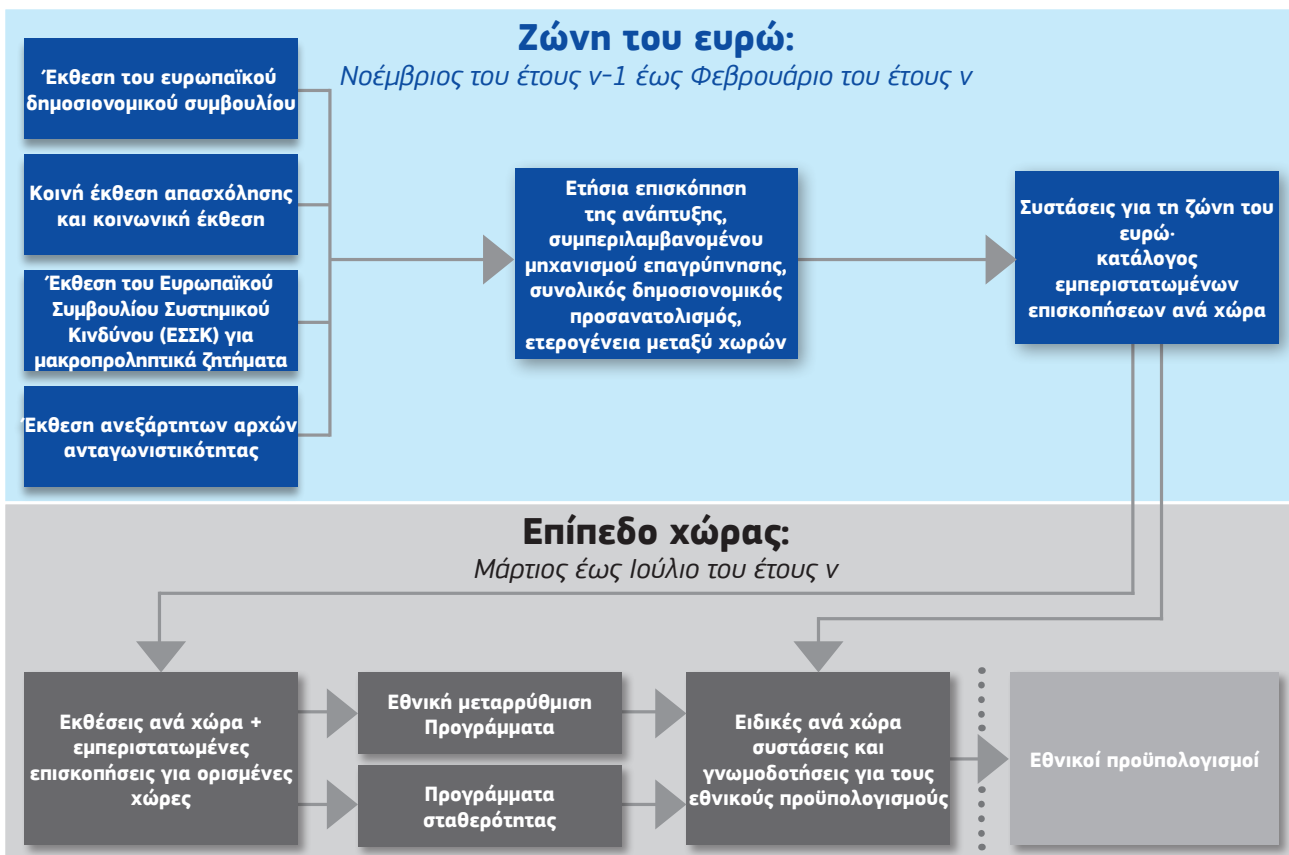 Ζώνη του ευρώ:
Νοέμβριος του έτους ν-1 έως Φεβρουάριο του έτους ν
Έκθεση του ευρωπαϊκού
δημοσιονομικού συμβουλίου
Κοινή έκθεση απασχόλησης
και κοινωνική έκθεση
Έκθεση του Ευρωπαϊκού
Συμβουλίου Συστημικού
Κινδύνου (ΕΣΣΚ) για
μακροπροληπτικά ζητήματα
Έκθεση ανεξάρτητων αρχών
ανταγωνιστικότητας
Ετήσια επισκόπηση
της ανάπτυξης,
συμπεριλαμβανομένου
μηχανισμού επαγρύπνησης,
συνολικός δημοσιονομικός
προσανατολισμός,
ετερογένεια μεταξύ χωρών
Συστάσεις για τη ζώνη του
ευρώ·
κατάλογος
εμπεριστατωμένων
επισκοπήσεων ανά χώρα
Επίπεδο χώρας:
Μάρτιος έως Ιούλιο του έτους ν
Εκθέσεις ανά χώρα +
εμπεριστατωμένες
επισκοπήσεις για ορισμένες
χώρες
Εθνική μεταρρύθμιση
Προγράμματα
Προγράμματα
σταθερότητας
Ειδικές ανά χώρα
συστάσεις και
γνωμοδοτήσεις για τους
εθνικούς προϋπολογισμούς
Εθνικοί προϋπολογισμοί